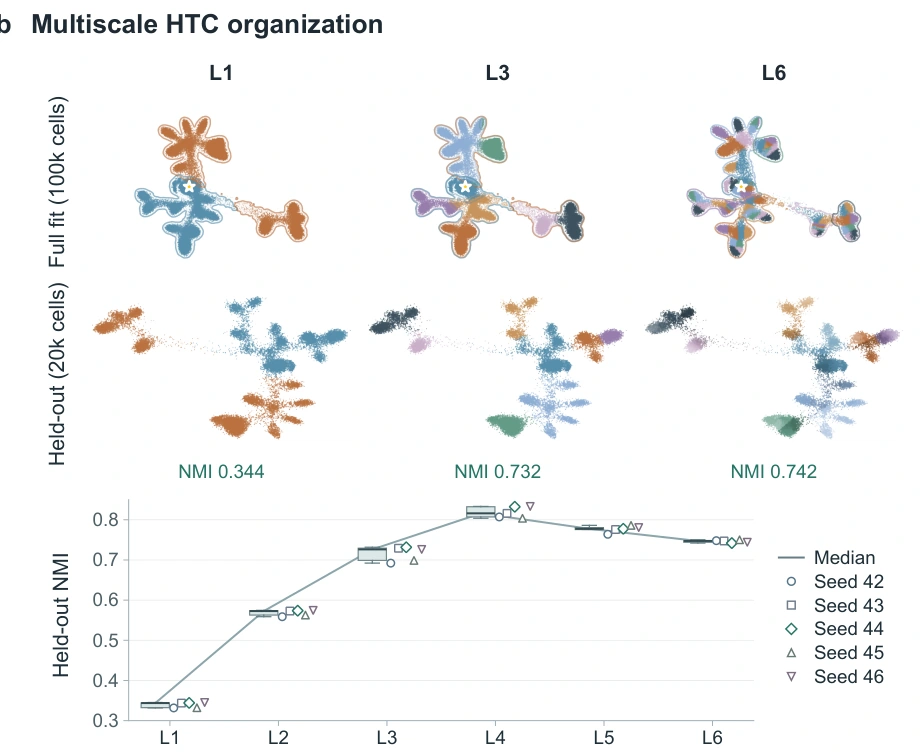 b Multiscale HTC organization
L1 L3 L6
Full fit (100k cells)
Held-out (20k cells)
NMI 0.344 NMI 0.732 NMI 0.742
Held-out NMI
0.8
0.7
0.6
0.5
0.4
0.3
L1 L2 L3 L4 L5 L6
Median
Seed 42
Seed 43
Seed 44
Seed 45
Seed 46